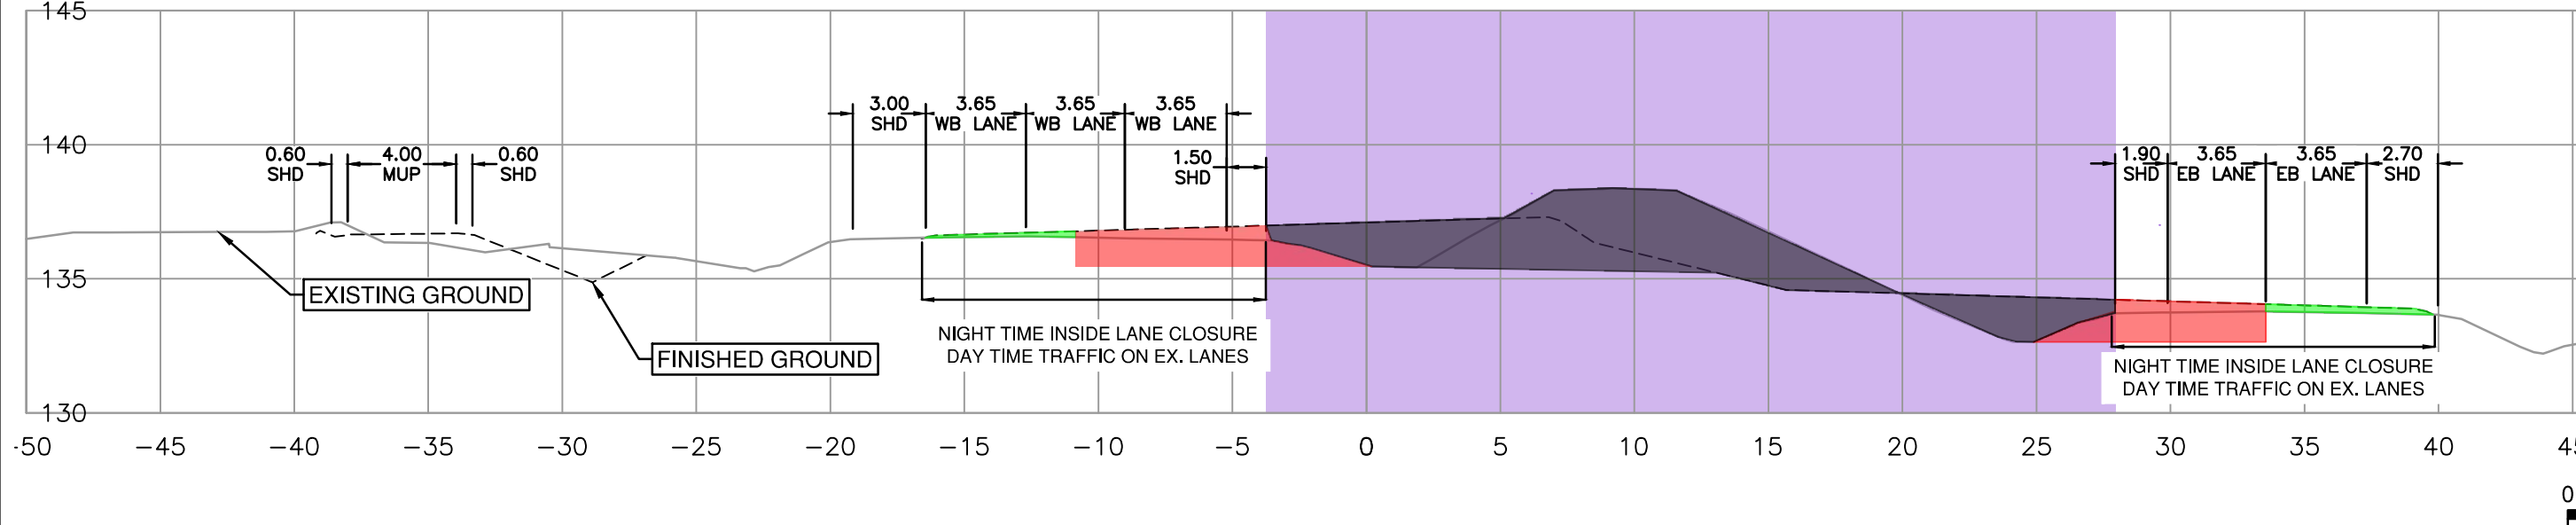 145
140
135
130
3.00
SHD
3.65
WB LANE
3.65
WB LANE
3.65
WB LANE
1.50
SHD
0.60
SHD
4.00
MUP
0.60
SHD
1.90
SHD
3.65
EB LANE
3.65
EB LANE
2.70
SHD
EXISTING GROUND
FINISHED GROUND
NIGHT TIME INSIDE LANE CLOSURE
DAY TIME TRAFFIC ON EX. LANES
NIGHT TIME INSIDE LANE CLOSURE
DAY TIME TRAFFIC ON EX. LANES
-50 -45 -40 -35 -30 -25 -20 -15 -10 -5 0 5 10 15 20 25 30 35 40
0